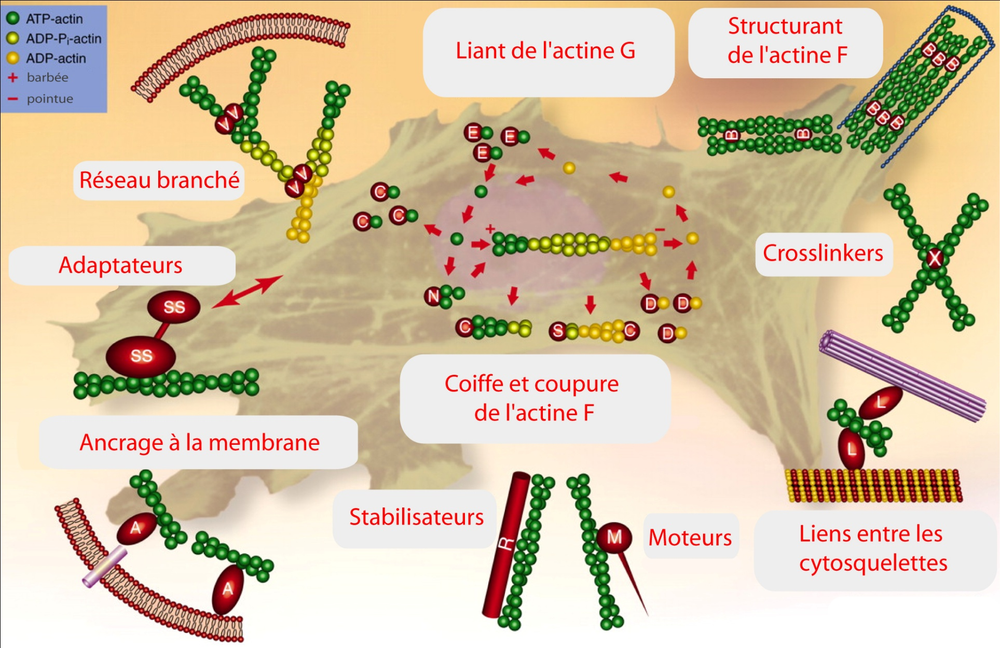 ATP-actin
ADP-Pi-actin
ADP-actin
+ barbée
− pointue
Liant de l'actine G
Structurant
de l'actine F
B B B
B B B
B B
V V
V V
Réseau branché
E E
E
C
C C
+ −
Crosslinkers
X
Adaptateurs
SS
SS
N
D D
C
S C
D
Coiffe et coupure
de l'actine F
L
L
Ancrage à la membrane
A
A
Stabilisateurs
R
M
Moteurs
Liens entre les
cytosquelettes